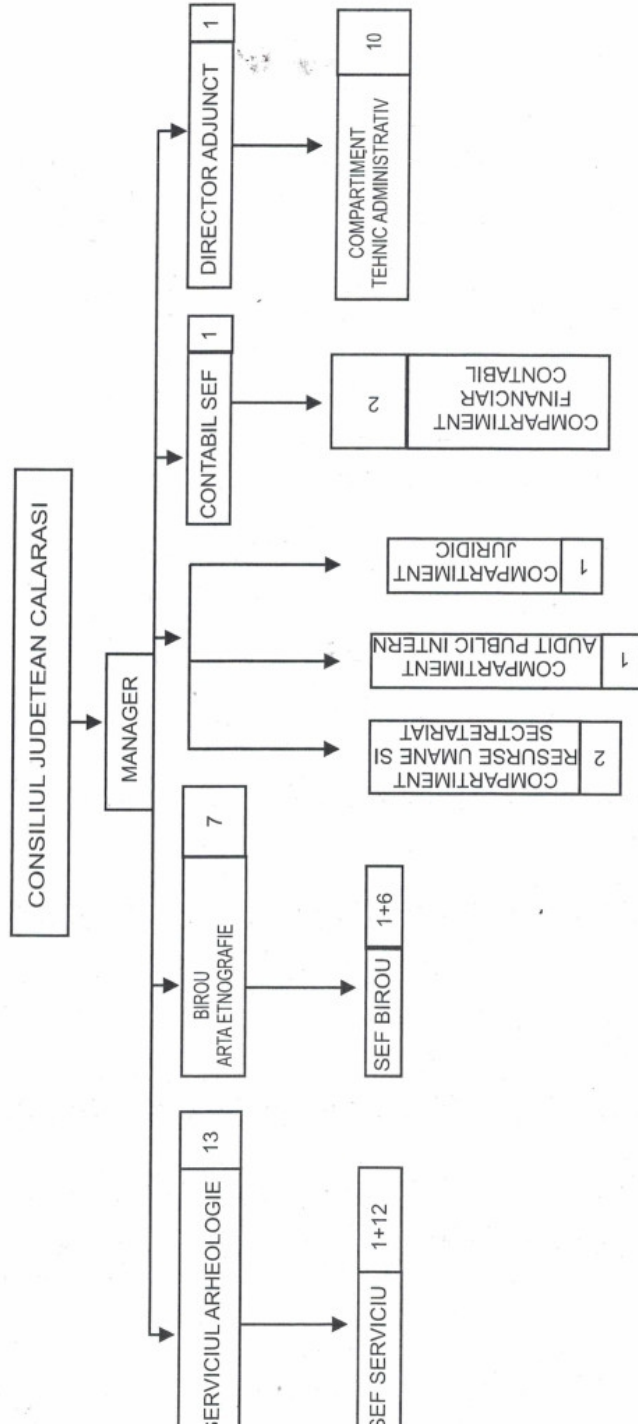 CONSILIUL JUDETEAN CALARASI
MANAGER
SERVICIUL ARHEOLOGIE
13
BIROU
ARTA ETNOGRAFIE
7
CONTABIL SEF
1
DIRECTOR ADJUNCT
1
SEF SERVICIU
1+12
SEF BIROU
1+6
COMPARTIMENT
RESURSE UMANE SI
SECTRETARIAT
2
COMPARTIMENT
AUDIT PUBLIC INTERN
1
COMPARTIMENT
JURIDIC
1
COMPARTIMENT
FINANCIAR
CONTABIL
2
COMPARTIMENT
TEHNIC ADMINISTRATIV
10